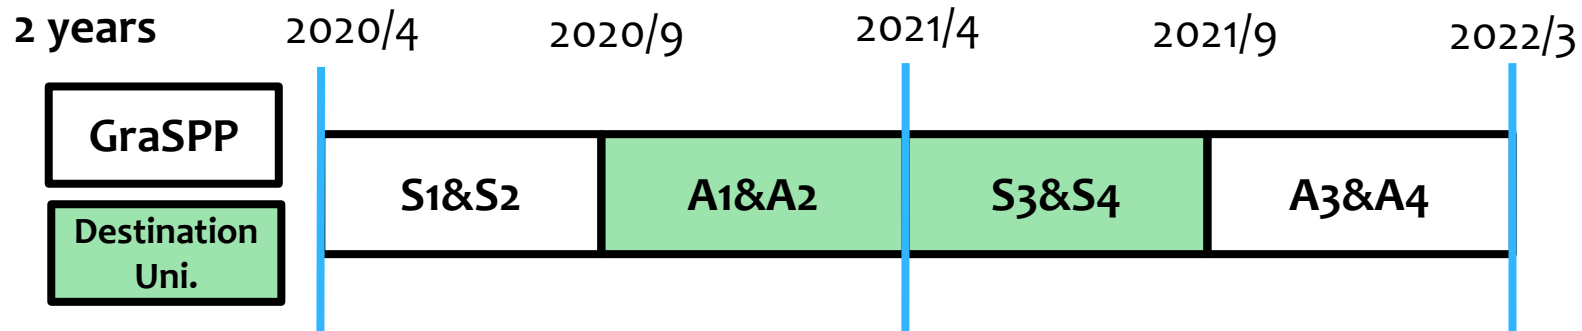 2 years 2020/4 2020/9 2021/4 2021/9 2022/3
GraSPP
S1&S2 A1&A2 S3&S4 A3&A4
Destination
Uni.